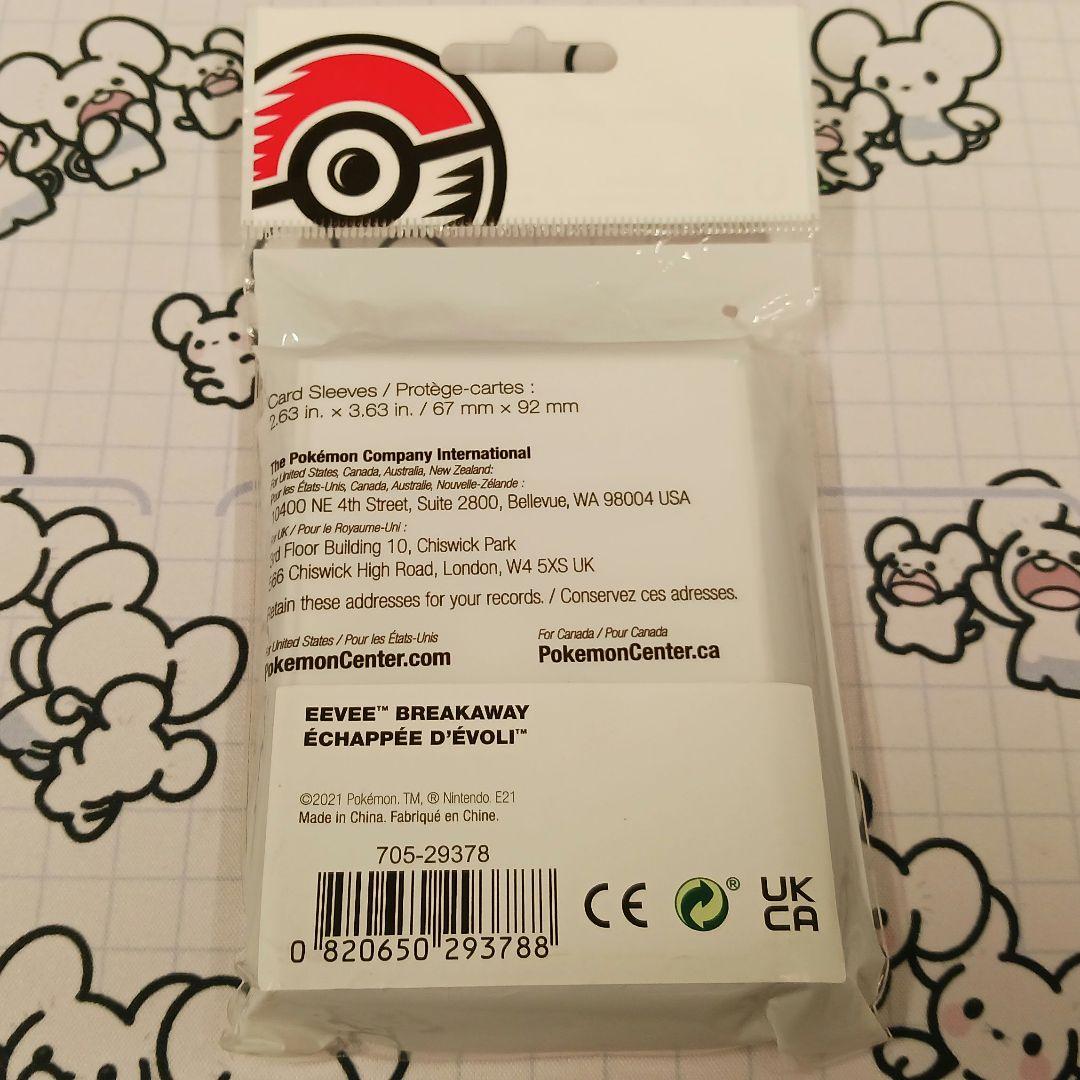 Card Sleeves / Protège-cartes :
2.63 in. × 3.63 in. / 67 mm × 92 mm
The Pokémon Company International
For United States, Canada, Australia, New Zealand:
Pour les États-Unis, Canada, Australie, Nouvelle-Zélande :
10400 NE 4th Street, Suite 2800, Bellevue, WA 98004 USA
For UK / Pour le Royaume-Uni :
3rd Floor Building 10, Chiswick Park
566 Chiswick High Road, London, W4 5XS UK
Retain these addresses for your records. / Conservez ces adresses.
For United States / Pour les États-Unis
PokemonCenter.com
For Canada / Pour Canada
PokemonCenter.ca
EEVEE™ BREAKAWAY
ÉCHAPPÉE D'ÉVOLI™
©2021 Pokémon. TM, ® Nintendo. E21
Made in China. Fabriqué en Chine.
705-29378
0 820650 293788
CE
®
UK
CA